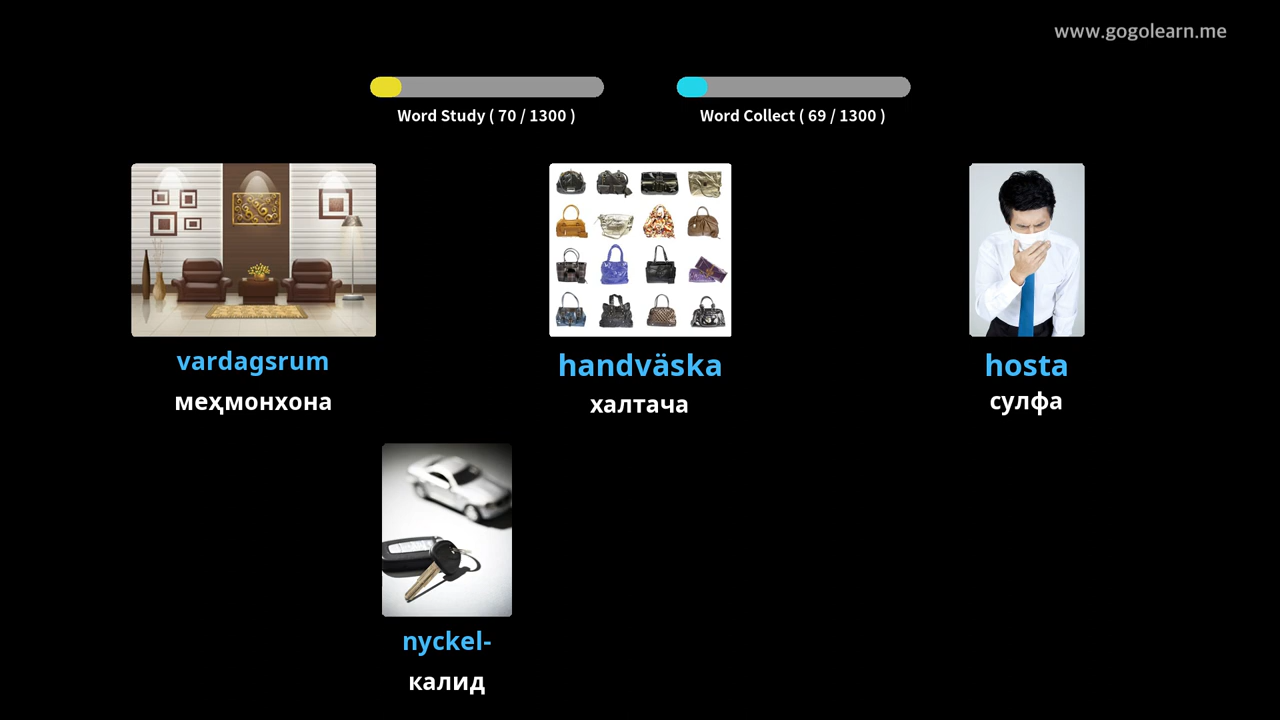 www.gogolearn.me
Word Study ( 70 / 1300 )
Word Collect ( 69 / 1300 )
vardagsrum
меҳмонхона
handväska
халтача
hosta
сулфа
nyckel-
калид